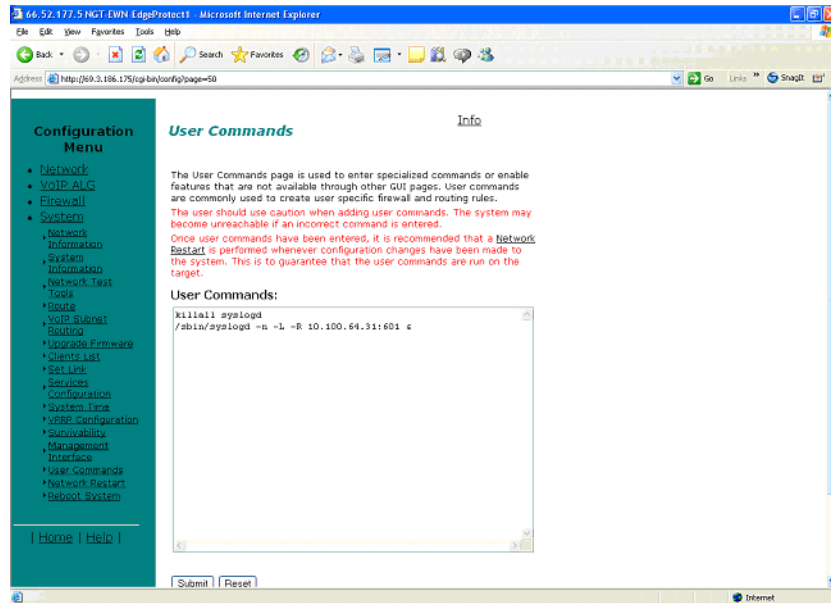 66.52.177.5 NGT-EWN-EdgeProtect1 - Microsoft Internet Explorer
File Edit View Favorites Tools Help
Back Search Favorites
Address http://69.3.186.175/cgi-bin/config?page=50 Go Links » SnagIt
Configuration
Menu
Network
VoIP ALG
Firewall
System
Network
Information
System
Information
Network Test
Tools
Route
VoIP Subnet
Routing
Upgrade Firmware
Clients List
Set Link
Services
Configuration
System Time
VRRP Configuration
Survivability
Management
Interface
User Commands
Network Restart
Reboot System
| Home | Help |
Info
User Commands
The User Commands page is used to enter specialized commands or enable
features that are not available through other GUI pages. User commands
are commonly used to create user specific firewall and routing rules.
The user should use caution when adding user commands. The system may
become unreachable if an incorrect command is entered.
Once user commands have been entered, it is recommended that a Network
Restart is performed whenever configuration changes have been made to
the system. This is to guarantee that the user commands are run on the
target.
User Commands:
killall syslogd
/sbin/syslogd -n -L -R 10.100.64.31:601 &
Submit Reset
Internet